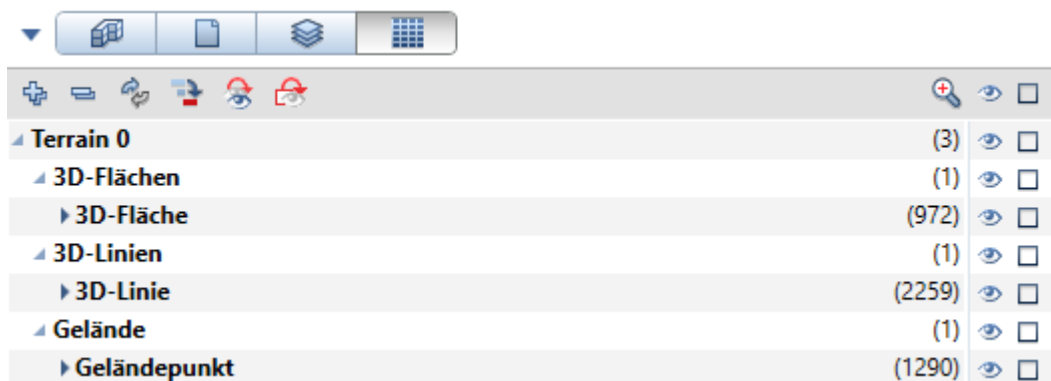 Terrain 0 (3)
3D-Flächen (1)
3D-Fläche (972)
3D-Linien (1)
3D-Linie (2259)
Gelände (1)
Geländepunkt (1290)